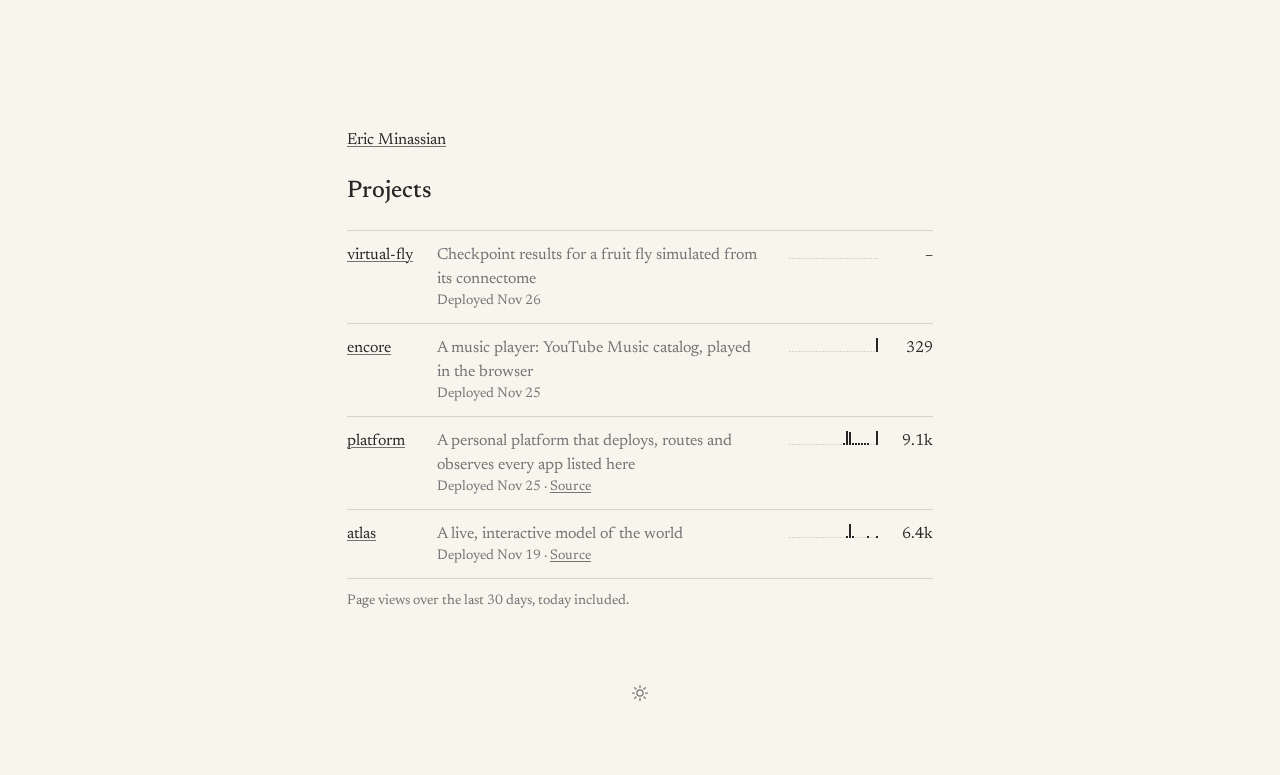 Eric Minassian
Projects
virtual-fly
Checkpoint results for a fruit fly simulated from
its connectome
Deployed Nov 26
–
encore
A music player: YouTube Music catalog, played
in the browser
Deployed Nov 25
329
platform
A personal platform that deploys, routes and
observes every app listed here
Deployed Nov 25 · Source
9.1k
atlas
A live, interactive model of the world
Deployed Nov 19 · Source
6.4k
Page views over the last 30 days, today included.